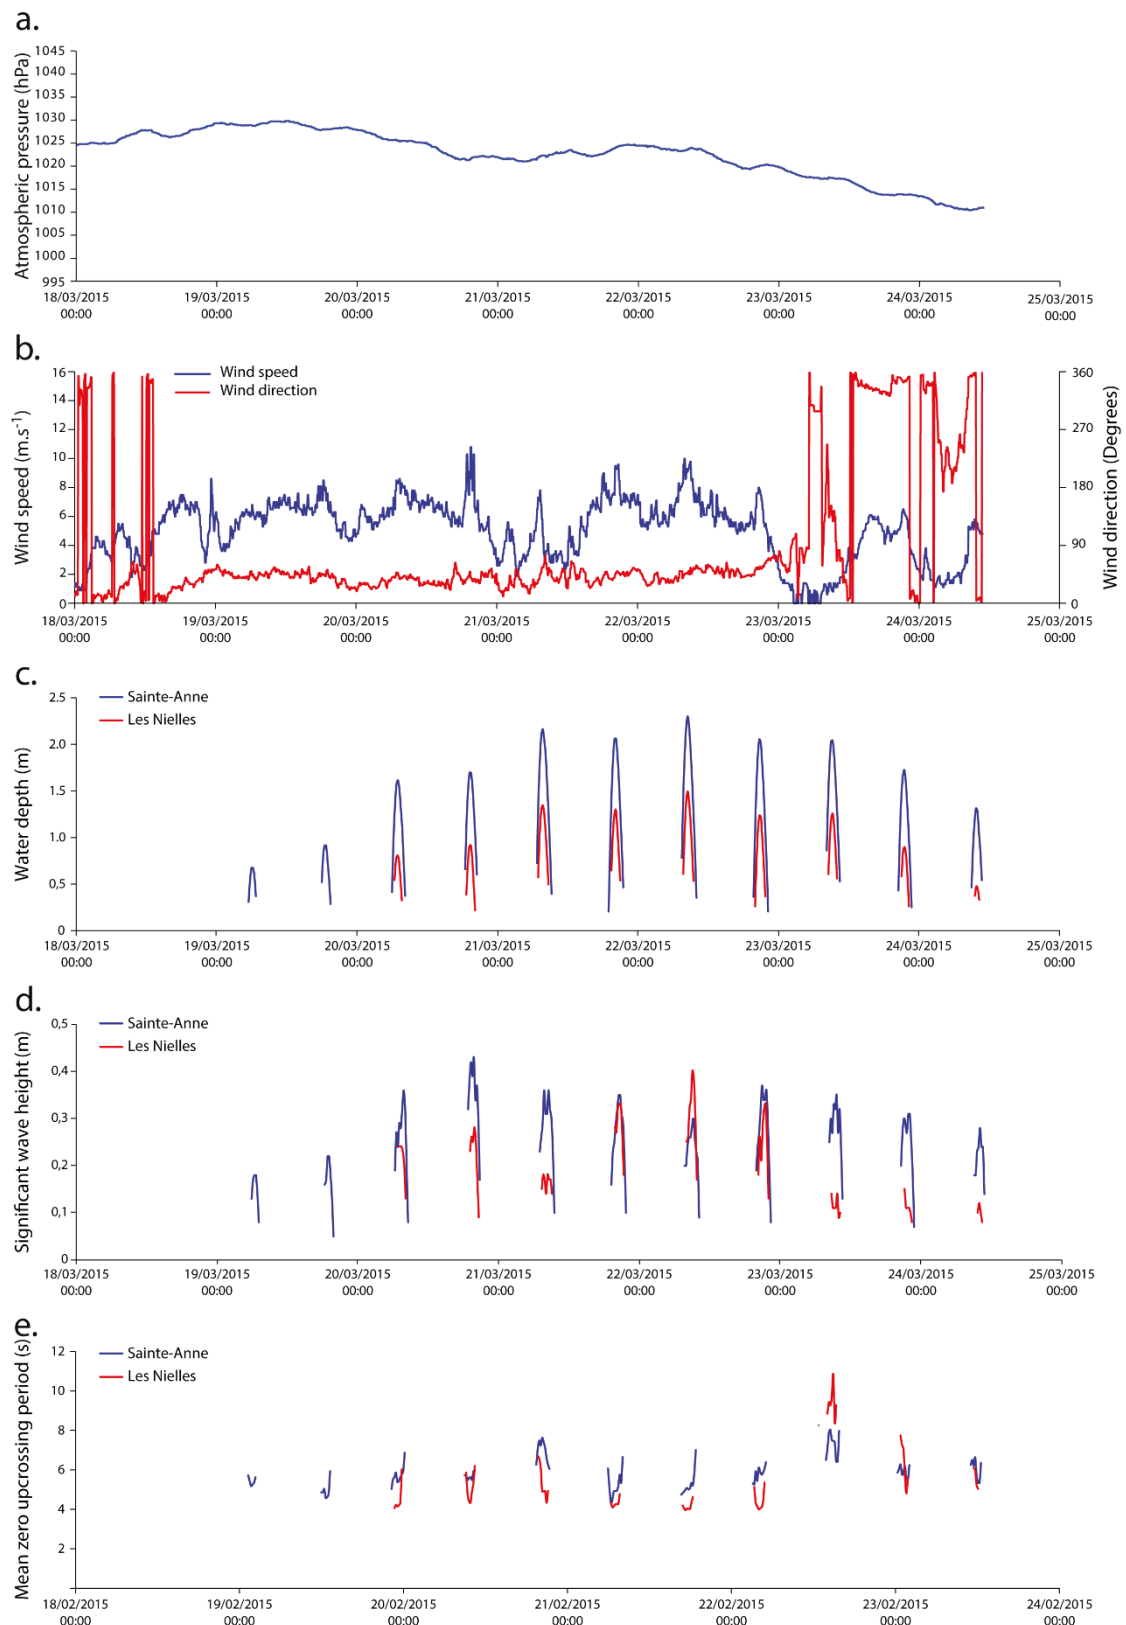 a.
Atmospheric pressure (hPa)
1045
1040
1035
1030
1025
1020
1015
1010
1005
1000
995
18/03/2015 19/03/2015 20/03/2015 21/03/2015 22/03/2015 23/03/2015 24/03/2015 25/03/2015
00:00 00:00 00:00 00:00 00:00 00:00 00:00 00:00
b.
Wind speed
Wind direction
Wind speed (m.s-1)
16
14
12
10
8
6
4
2
0
Wind direction (Degrees)
360
270
180
90
0
18/03/2015 19/03/2015 20/03/2015 21/03/2015 22/03/2015 23/03/2015 24/03/2015 25/03/2015
00:00 00:00 00:00 00:00 00:00 00:00 00:00 00:00
c.
Sainte-Anne
Les Nielles
Water depth (m)
2.5
2.0
1.5
1.0
0,5
0
18/03/2015 19/03/2015 20/03/2015 21/03/2015 22/03/2015 23/03/2015 24/03/2015 25/03/2015
00:00 00:00 00:00 00:00 00:00 00:00 00:00 00:00
d.
Sainte-Anne
Les Nielles
Significant wave height (m)
0,5
0,4
0,3
0,2
0,1
0
18/03/2015 19/03/2015 20/03/2015 21/03/2015 22/03/2015 23/03/2015 24/03/2015 25/03/2015
00:00 00:00 00:00 00:00 00:00 00:00 00:00 00:00
e.
Sainte-Anne
Les Nielles
Mean zero upcrossing period (s)
12
10
8
6
4
2
18/02/2015 19/02/2015 20/02/2015 21/02/2015 22/02/2015 23/02/2015 24/02/2015
00:00 00:00 00:00 00:00 00:00 00:00 00:00